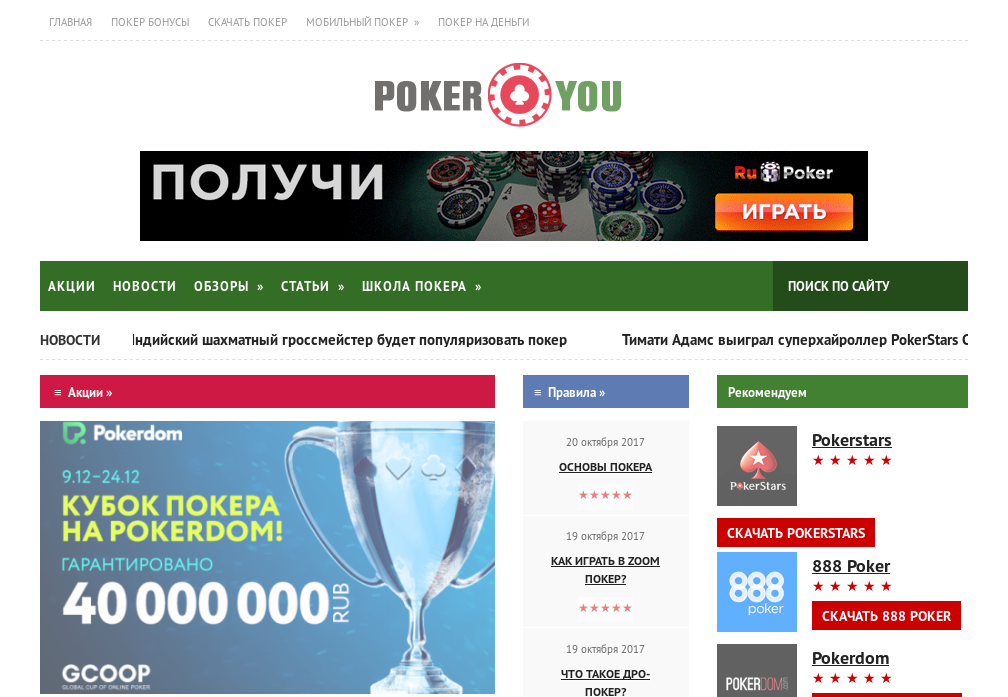 ГЛАВНАЯ ПОКЕР БОНУСЫ СКАЧАТЬ ПОКЕР МОБИЛЬНЫЙ ПОКЕР » ПОКЕР НА ДЕНЬГИ
POKER YOU
ПОЛУЧИ
RuPoker
ИГРАТЬ
АКЦИИ НОВОСТИ ОБЗОРЫ » СТАТЬИ » ШКОЛА ПОКЕРА »
ПОИСК ПО САЙТУ
НОВОСТИ
Индийский шахматный гроссмейстер будет популяризовать покер
Тимати Адамс выиграл суперхайроллер PokerStars C
≡ Акции »
Pokerdom
9.12–24.12
КУБОК ПОКЕРА
НА POKERDOM!
ГАРАНТИРОВАНО
40 000 000 RUB
GCOOP
GLOBAL CUP OF ONLINE POKER
≡ Правила »
20 октября 2017
ОСНОВЫ ПОКЕРА
★★★★★
19 октября 2017
КАК ИГРАТЬ В ZOOM
ПОКЕР?
★★★★★
19 октября 2017
ЧТО ТАКОЕ ДРО-
ПОКЕР?
Рекомендуем
PokerStars
Pokerstars
★ ★ ★ ★ ★
СКАЧАТЬ POKERSTARS
888
poker
888 Poker
★ ★ ★ ★ ★
СКАЧАТЬ 888 POKER
POKERDOM
Pokerdom
★ ★ ★ ★ ★